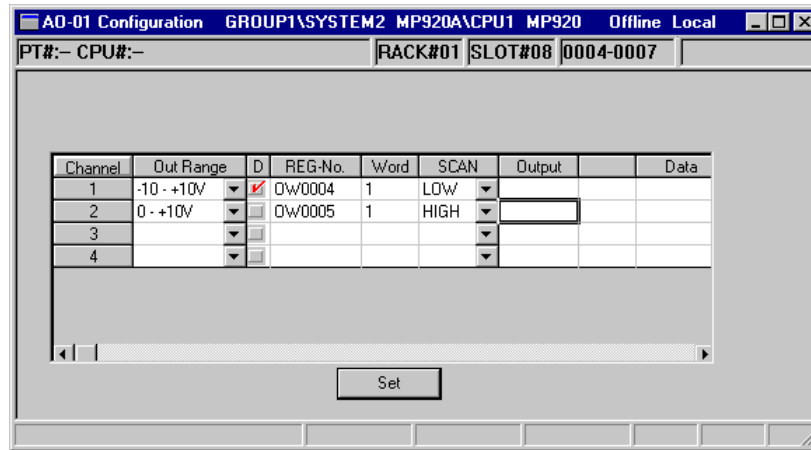 AO-01 Configuration GROUP1\SYSTEM2 MP920A\CPU1 MP920 Offline Local
PT#:– CPU#:– RACK#01 SLOT#08 0004-0007
Channel Out Range D REG-No. Word SCAN Output Data
1 -10 - +10V OW0004 1 LOW
2 0 - +10V OW0005 1 HIGH
3
4
Set